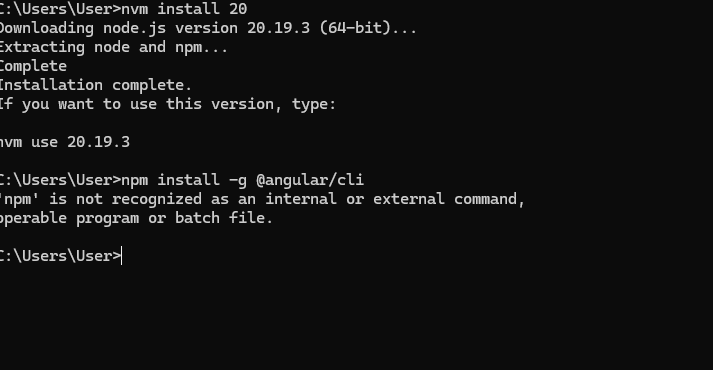 C:\Users\User>nvm install 20
Downloading node.js version 20.19.3 (64-bit)...
Extracting node and npm...
Complete
Installation complete.
If you want to use this version, type:
nvm use 20.19.3
C:\Users\User>npm install -g @angular/cli
'npm' is not recognized as an internal or external command,
operable program or batch file.
C:\Users\User>